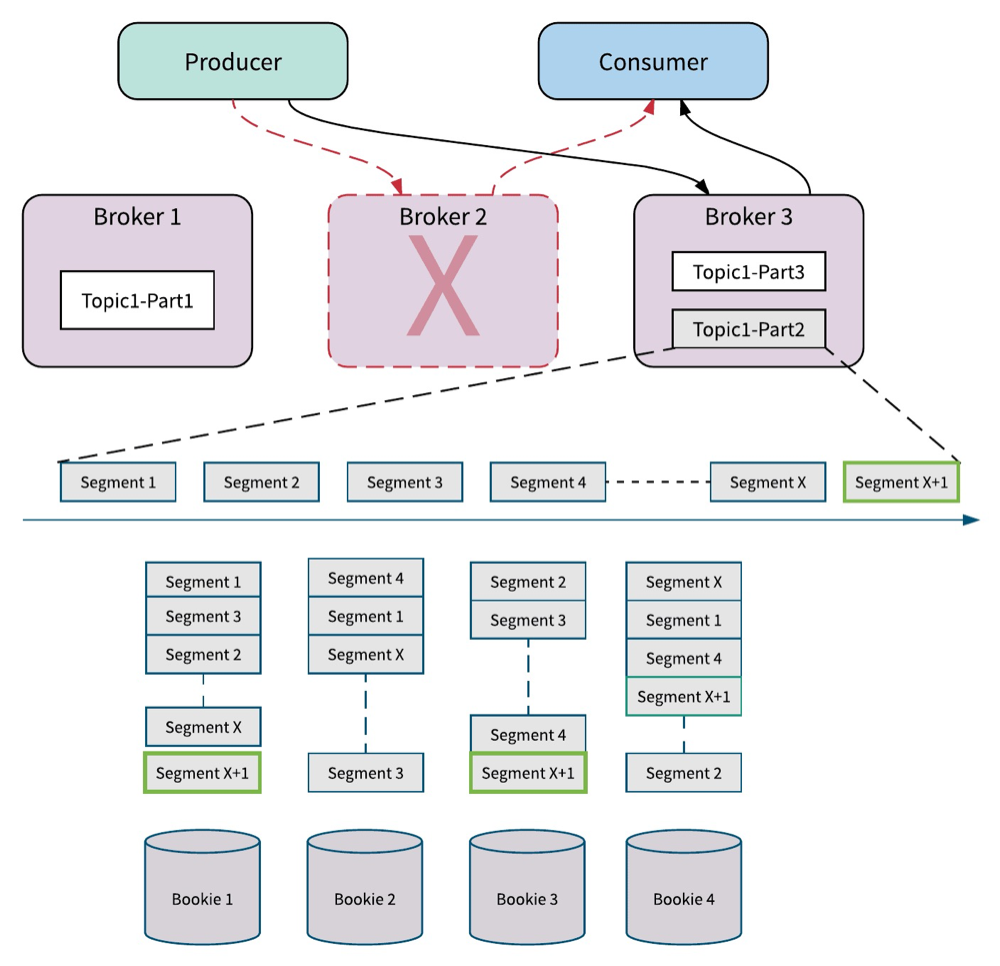 Producer
Consumer
Broker 1
Broker 2
Broker 3
X
Topic1-Part1
Topic1-Part3
Topic1-Part2
Segment 1
Segment 2
Segment 3
Segment 4
Segment X
Segment X+1
Segment 1
Segment 3
Segment 2
Segment X
Segment X+1
Segment 4
Segment 1
Segment X
Segment 3
Segment 2
Segment 3
Segment 4
Segment X+1
Segment X
Segment 1
Segment 4
Segment X+1
Segment 2
Bookie 1
Bookie 2
Bookie 3
Bookie 4